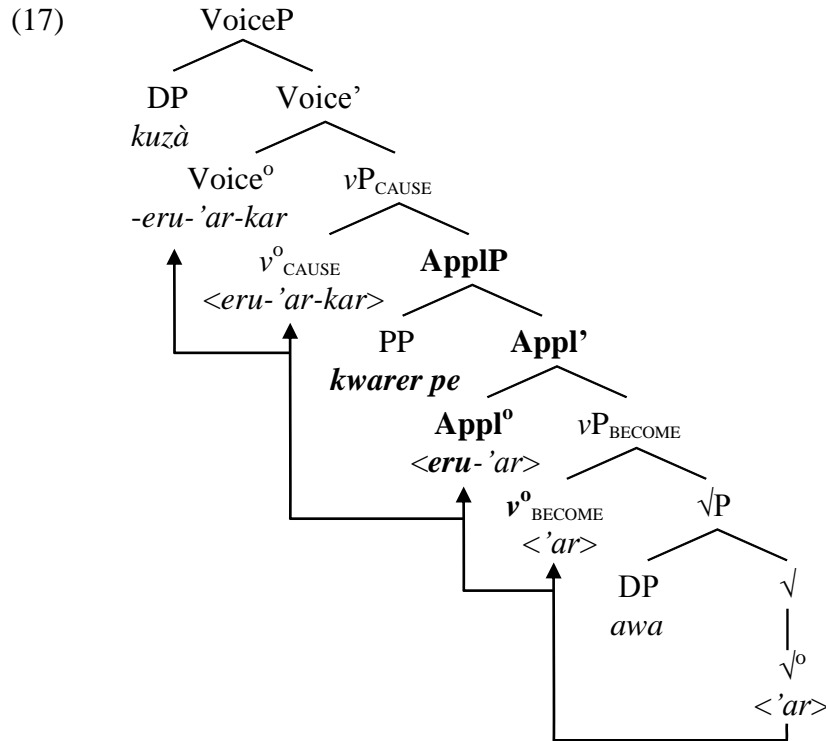 (17) VoiceP
DP Voice’
kuzà
Voiceº vP CAUSE
-eru-’ar-kar
vº CAUSE ApplP
<eru-’ar-kar>
PP Appl’
kwarer pe
Applº vP BECOME
<eru-’ar>
vº BECOME √P
<’ar>
DP √
awa
√º
<’ar>